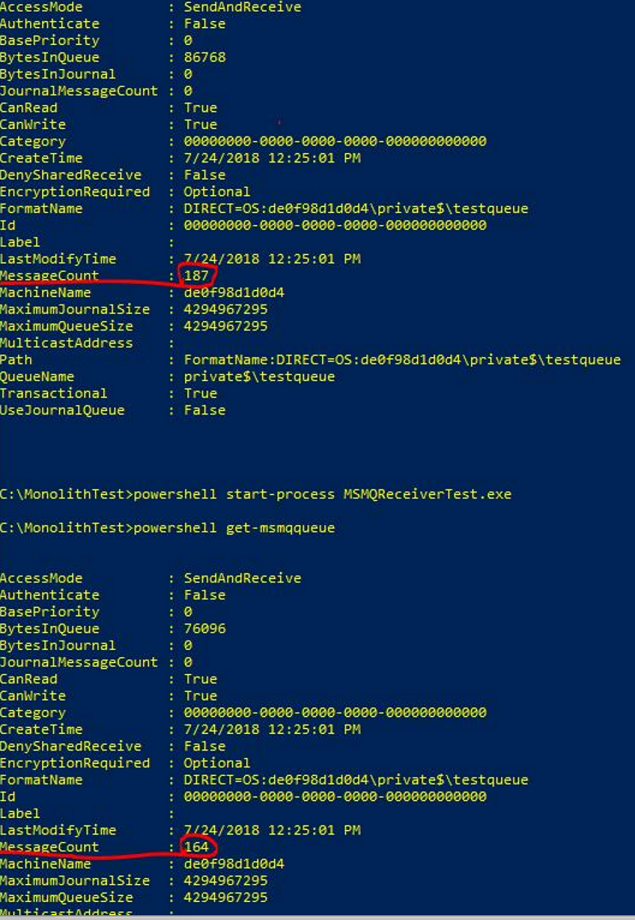 AccessMode : SendAndReceive
Authenticate : False
BasePriority : 0
BytesInQueue : 86768
BytesInJournal : 0
JournalMessageCount : 0
CanRead : True
CanWrite : True
Category : 00000000-0000-0000-0000-000000000000
CreateTime : 7/24/2018 12:25:01 PM
DenySharedReceive : False
EncryptionRequired : Optional
FormatName : DIRECT=OS:de0f98d1d0d4\private$\testqueue
Id : 00000000-0000-0000-0000-000000000000
Label :
LastModifyTime : 7/24/2018 12:25:01 PM
MessageCount : 187
MachineName : de0f98d1d0d4
MaximumJournalSize : 4294967295
MaximumQueueSize : 4294967295
MulticastAddress :
Path : FormatName:DIRECT=OS:de0f98d1d0d4\private$\testqueue
QueueName : private$\testqueue
Transactional : True
UseJournalQueue : False
C:\MonolithTest>powershell start-process MSMQReceiverTest.exe
C:\MonolithTest>powershell get-msmqqueue
AccessMode : SendAndReceive
Authenticate : False
BasePriority : 0
BytesInQueue : 76096
BytesInJournal : 0
JournalMessageCount : 0
CanRead : True
CanWrite : True
Category : 00000000-0000-0000-0000-000000000000
CreateTime : 7/24/2018 12:25:01 PM
DenySharedReceive : False
EncryptionRequired : Optional
FormatName : DIRECT=OS:de0f98d1d0d4\private$\testqueue
Id : 00000000-0000-0000-0000-000000000000
Label :
LastModifyTime : 7/24/2018 12:25:01 PM
MessageCount : 164
MachineName : de0f98d1d0d4
MaximumJournalSize : 4294967295
MaximumQueueSize : 4294967295
MulticastAddress :